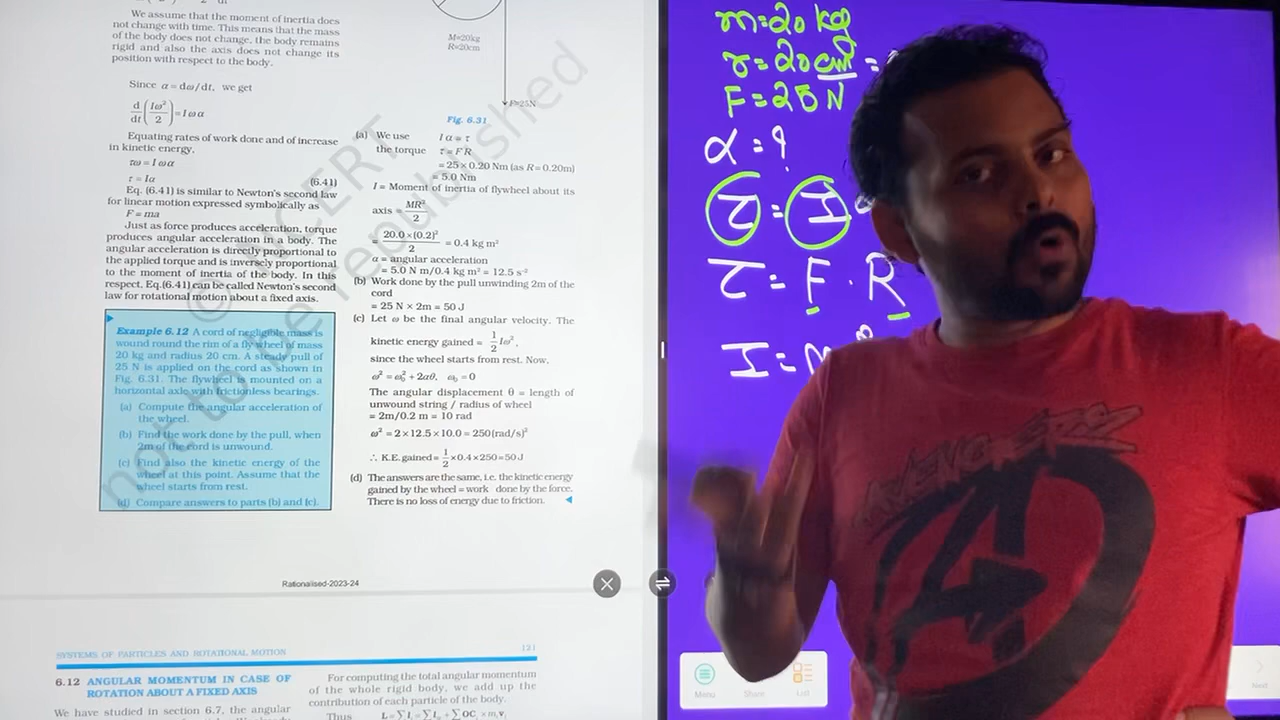 We assume that the moment of inertia does
not change with time. This means that the mass
of the body does not change, the body remains
rigid and also the axis does not change its
position with respect to the body.
Since α = dω/dt, we get
d/dt (Iω²/2) = I ω α
Equating rates of work done and of increase
in kinetic energy,
τω = I ω α
τ = Iα (6.41)
Eq. (6.41) is similar to Newton's second law
for linear motion expressed symbolically as
F = ma
Just as force produces acceleration, torque
produces angular acceleration in a body. The
angular acceleration is directly proportional to
the applied torque and is inversely proportional
to the moment of inertia of the body. In this
respect, Eq.(6.41) can be called Newton's second
law for rotational motion about a fixed axis.
Example 6.12 A cord of negligible mass is
wound round the rim of a fly wheel of mass
20 kg and radius 20 cm. A steady pull of
25 N is applied on the cord as shown in
Fig. 6.31. The flywheel is mounted on a
horizontal axle with frictionless bearings.
(a) Compute the angular acceleration of
the wheel.
(b) Find the work done by the pull, when
2m of the cord is unwound.
(c) Find also the kinetic energy of the
wheel at this point. Assume that the
wheel starts from rest.
(d) Compare answers to parts (b) and (c).
M=20kg
R=20cm
F=25N
Fig. 6.31
(a) We use I α = τ
the torque τ = F R
= 25×0.20 Nm (as R = 0.20m)
= 5.0 Nm
I = Moment of inertia of flywheel about its
axis = MR²/2
= 20.0×(0.2)²/2 = 0.4 kg m²
α = angular acceleration
= 5.0 N m/0.4 kg m² = 12.5 s⁻²
(b) Work done by the pull unwinding 2m of the
cord
= 25 N × 2m = 50 J
(c) Let ω be the final angular velocity. The
kinetic energy gained = 1/2 Iω²,
since the wheel starts from rest. Now,
ω² = ω₀² + 2αθ, ω₀ = 0
The angular displacement θ = length of
unwound string / radius of wheel
= 2m/0.2 m = 10 rad
ω² = 2×12.5×10.0 = 250(rad/s)²
∴ K.E. gained = 1/2 ×0.4×250=50 J
(d) The answers are the same, i.e. the kinetic energy
gained by the wheel = work done by the force.
There is no loss of energy due to friction.
© NCERT
not to be republished
Rationalised-2023-24
SYSTEMS OF PARTICLES AND ROTATIONAL MOTION 121
6.12 ANGULAR MOMENTUM IN CASE OF
ROTATION ABOUT A FIXED AXIS
We have studied in section 6.7, the angular
For computing the total angular momentum
of the whole rigid body, we add up the
contribution of each particle of the body.
Thus
m=20 kg
r=20cm =
F=25 N
α = ?
τ = I
τ = F · R
I =
AVENGERS
Menu
Share
List
Next